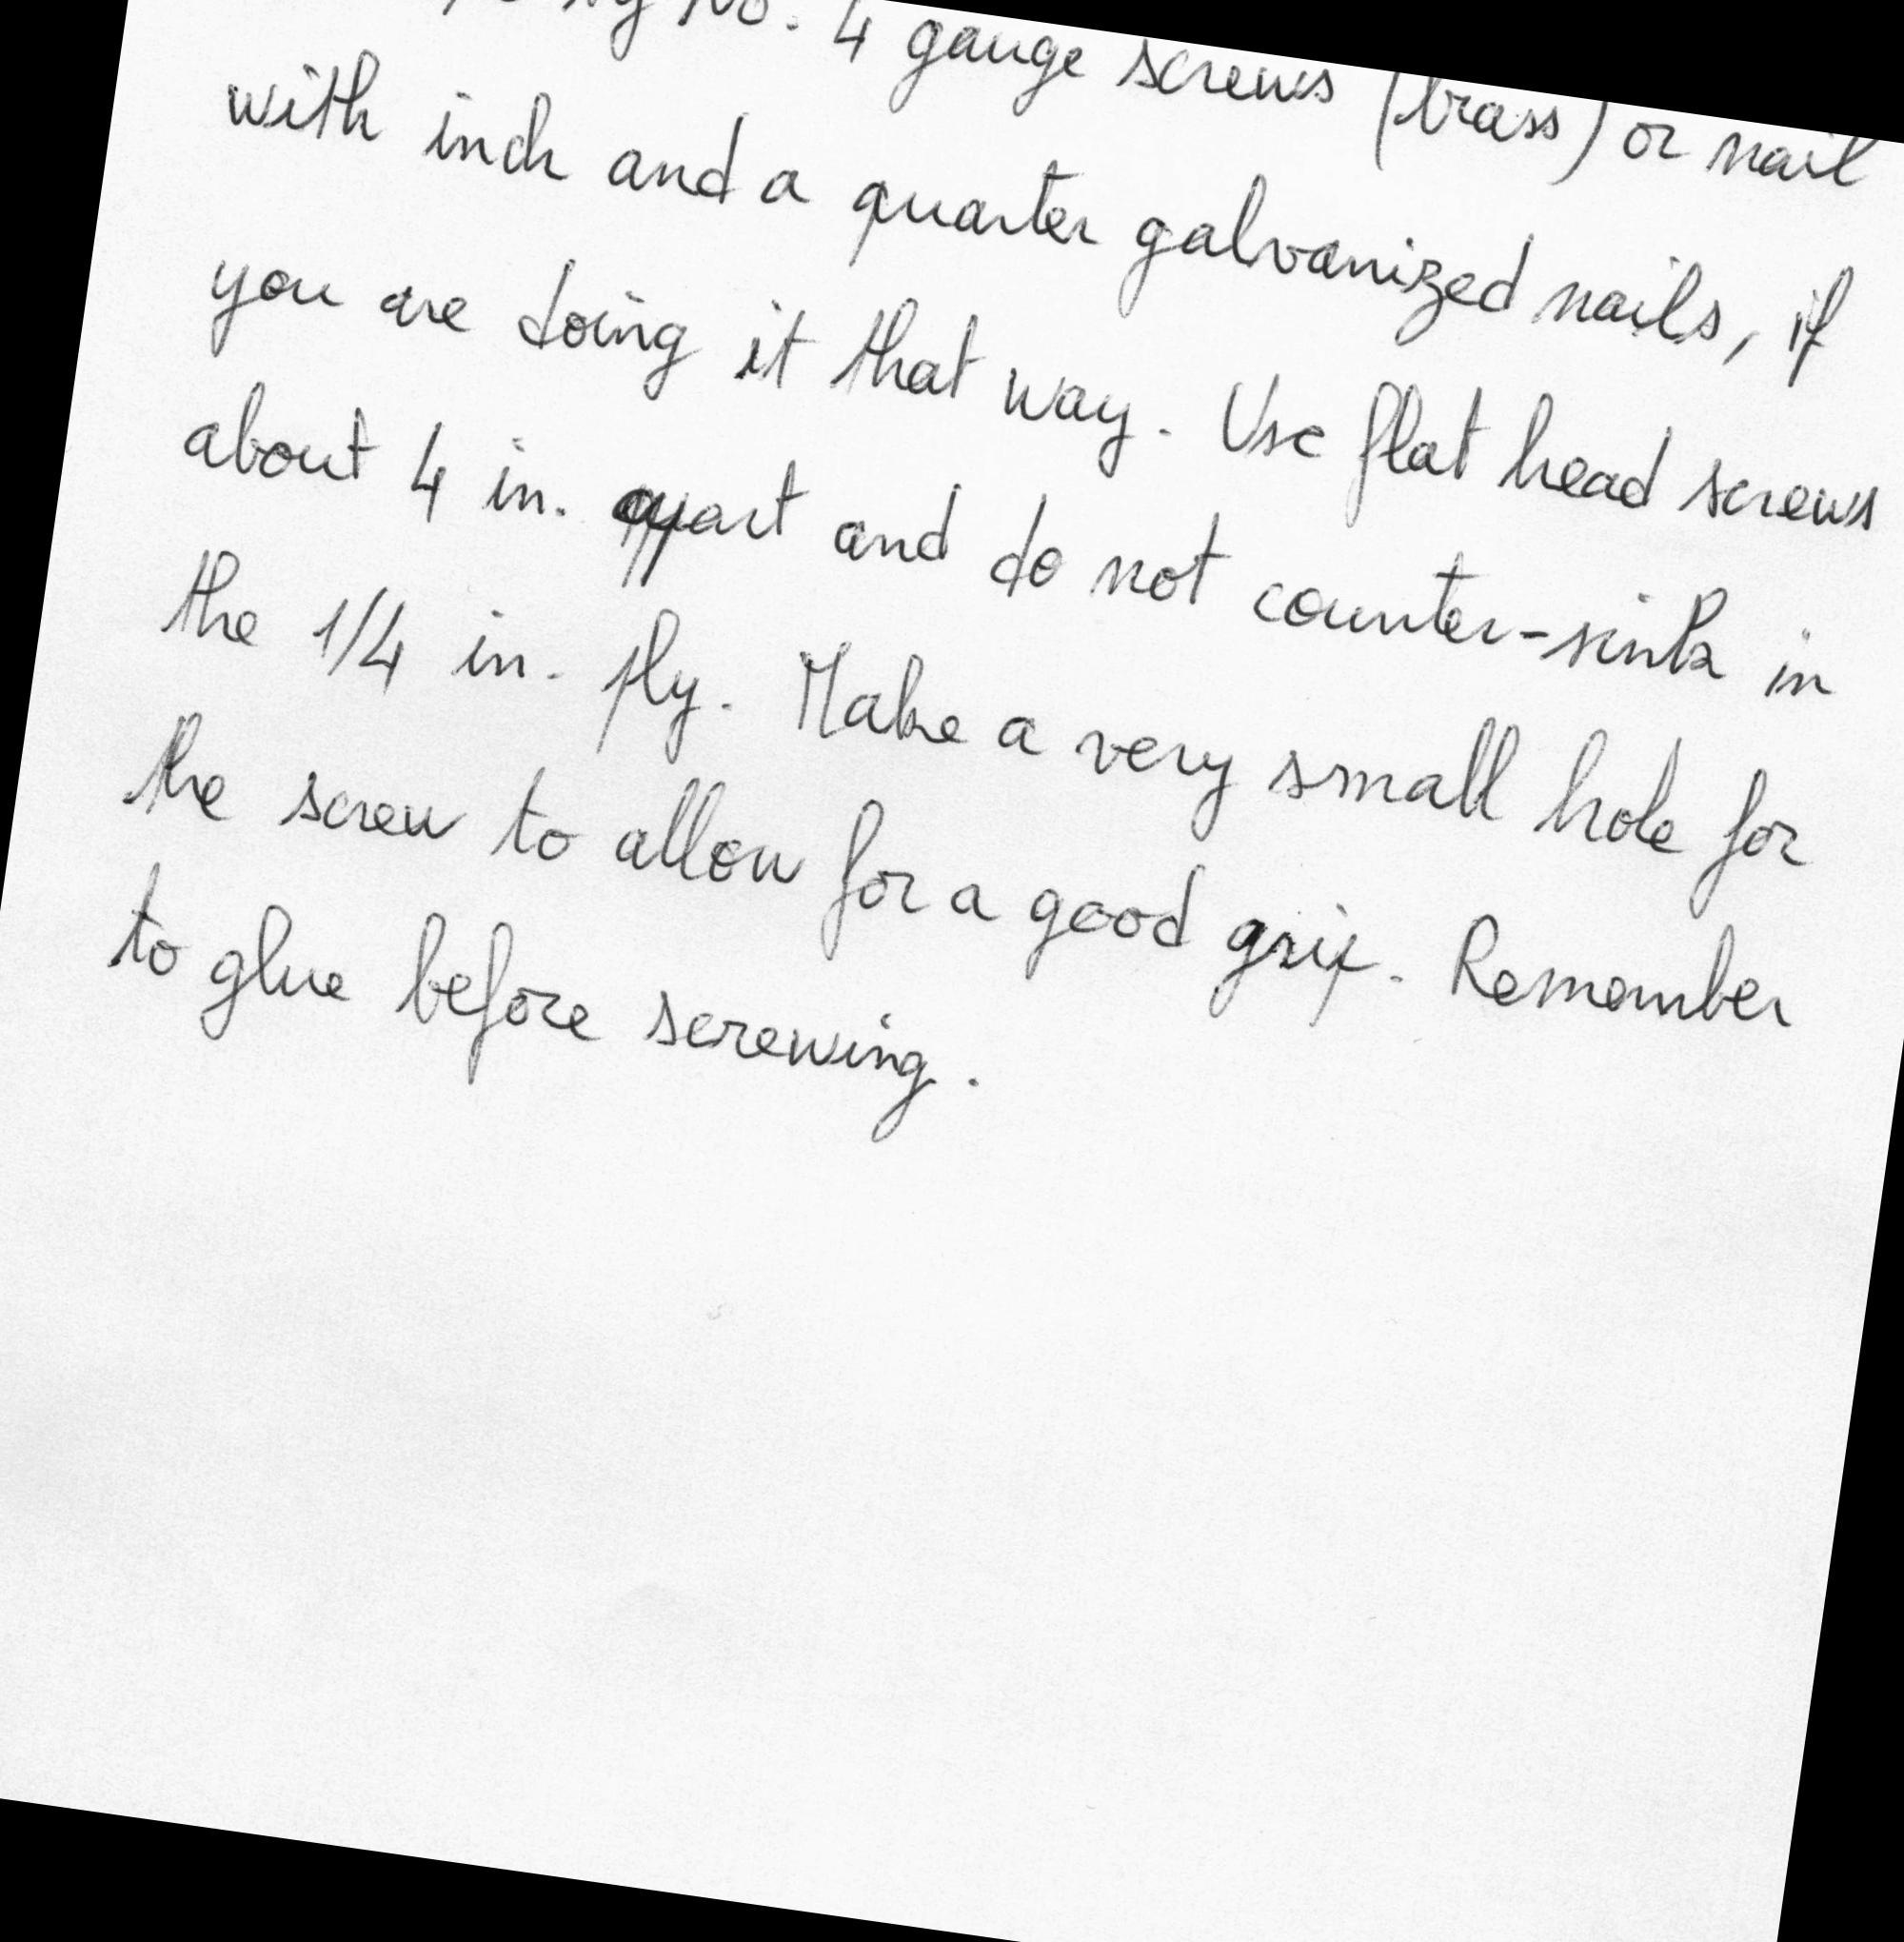 No. 4 gauge screws (brass) or nail
with inch and a quarter galvanized nails, if
you are doing it that way. Use flat head screws
about 4 in. apart and do not counter-sink in
the 1/4 in. ply. Make a very small hole for
the screw to allow for a good grip. Remember
to glue before screwing.